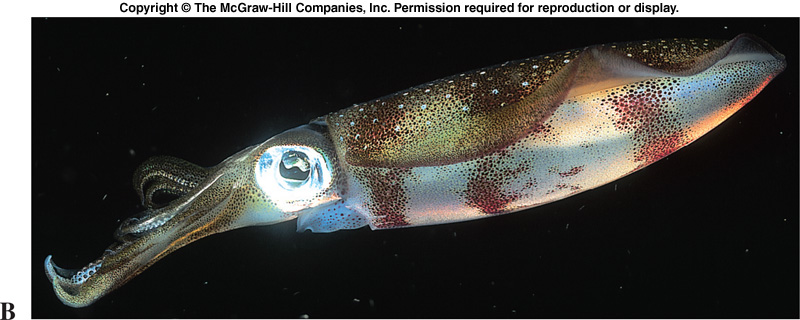 Copyright © The McGraw-Hill Companies, Inc. Permission required for reproduction or display.
B